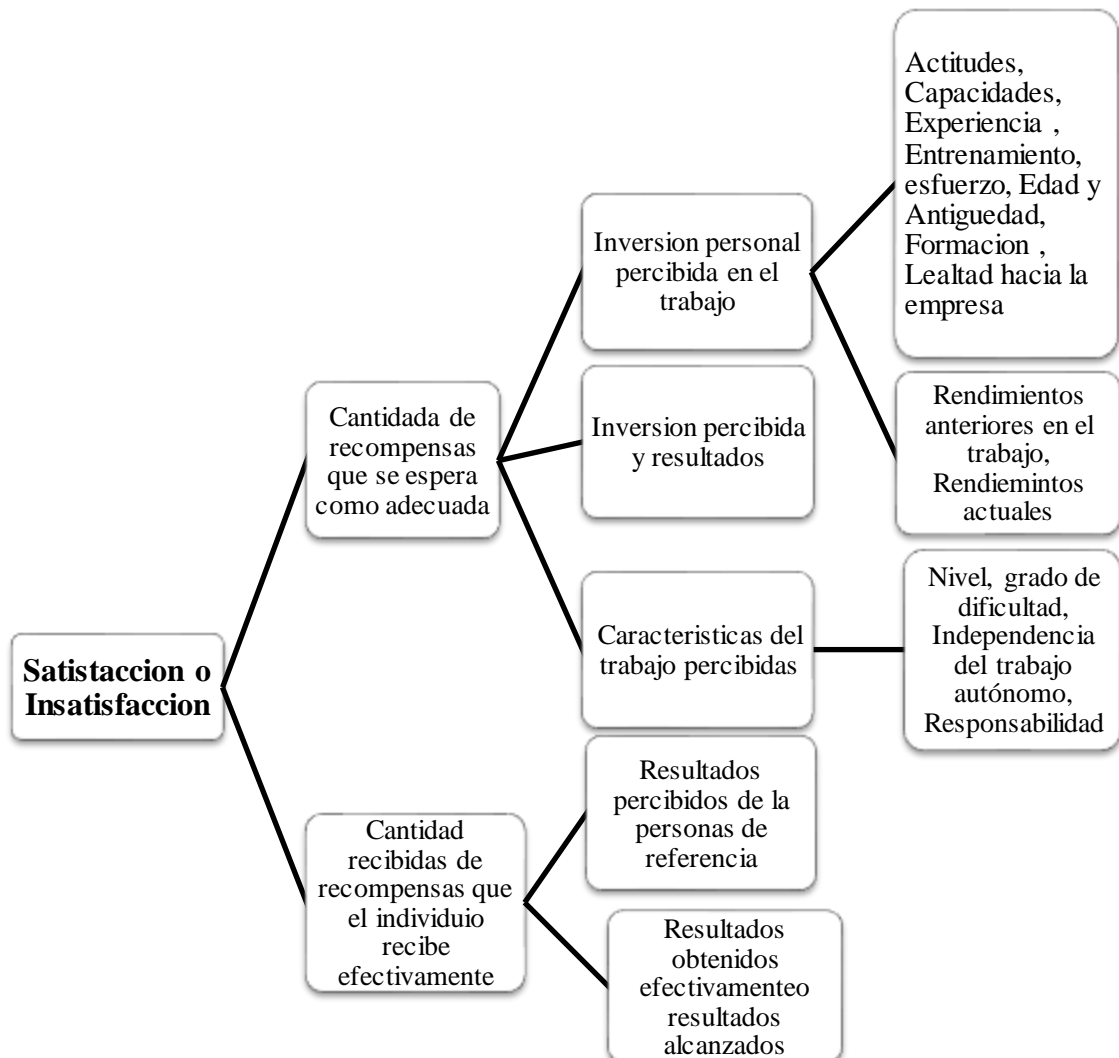 Satistaccion o
Insatisfaccion
Cantidada de
recompensas
que se espera
como adecuada
Inversion personal
percibida en el
trabajo
Actitudes,
Capacidades,
Experiencia ,
Entrenamiento,
esfuerzo, Edad y
Antiguedad,
Formacion ,
Lealtad hacia la
empresa
Rendimientos
anteriores en el
trabajo,
Rendiemintos
actuales
Inversion percibida
y resultados
Caracteristicas del
trabajo percibidas
Nivel, grado de
dificultad,
Independencia
del trabajo
autónomo,
Responsabilidad
Cantidad
recibidas de
recompensas que
el individuio
recibe
efectivamente
Resultados
percibidos de la
personas de
referencia
Resultados
obtenidos
efectivamenteo
resultados
alcanzados